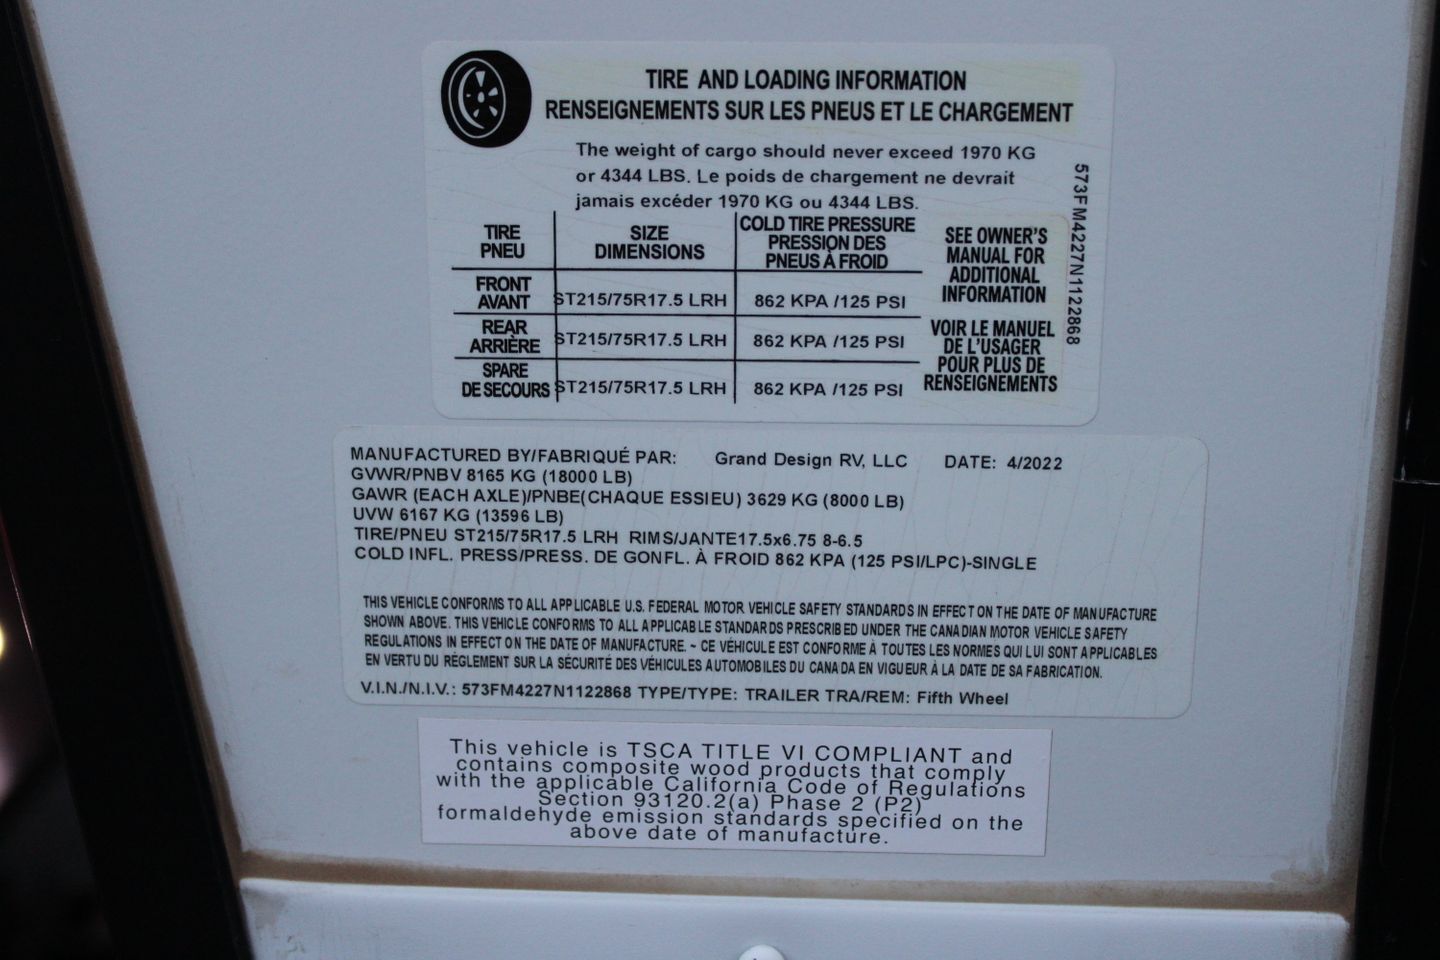 TIRE AND LOADING INFORMATION
RENSEIGNEMENTS SUR LES PNEUS ET LE CHARGEMENT
The weight of cargo should never exceed 1970 KG
or 4344 LBS. Le poids de chargement ne devrait
jamais excéder 1970 KG ou 4344 LBS.
TIRE PNEU
SIZE DIMENSIONS
COLD TIRE PRESSURE PRESSION DES PNEUS À FROID
FRONT AVANT ST215/75R17.5 LRH 862 KPA /125 PSI
REAR ARRIÈRE ST215/75R17.5 LRH 862 KPA /125 PSI
SPARE DE SECOURS ST215/75R17.5 LRH 862 KPA /125 PSI
SEE OWNER'S
MANUAL FOR
ADDITIONAL
INFORMATION
VOIR LE MANUEL
DE L'USAGER
POUR PLUS DE
RENSEIGNEMENTS
573FM4227N1122868
MANUFACTURED BY/FABRIQUÉ PAR: Grand Design RV, LLC DATE: 4/2022
GVWR/PNBV 8165 KG (18000 LB)
GAWR (EACH AXLE)/PNBE(CHAQUE ESSIEU) 3629 KG (8000 LB)
UVW 6167 KG (13596 LB)
TIRE/PNEU ST215/75R17.5 LRH RIMS/JANTE17.5x6.75 8-6.5
COLD INFL. PRESS/PRESS. DE GONFL. À FROID 862 KPA (125 PSI/LPC)-SINGLE
THIS VEHICLE CONFORMS TO ALL APPLICABLE U.S. FEDERAL MOTOR VEHICLE SAFETY STANDARDS IN EFFECT ON THE DATE OF MANUFACTURE
SHOWN ABOVE. THIS VEHICLE CONFORMS TO ALL APPLICABLE STANDARDS PRESCRIBED UNDER THE CANADIAN MOTOR VEHICLE SAFETY
REGULATIONS IN EFFECT ON THE DATE OF MANUFACTURE. ~ CE VÉHICULE EST CONFORME À TOUTES LES NORMES QUI LUI SONT APPLICABLES
EN VERTU DU RÉGLEMENT SUR LA SÉCURITÉ DES VÉHICULES AUTOMOBILES DU CANADA EN VIGUEUR À LA DATE DE SA FABRICATION.
V.I.N./N.I.V.: 573FM4227N1122868 TYPE/TYPE: TRAILER TRA/REM: Fifth Wheel
This vehicle is TSCA TITLE VI COMPLIANT and
contains composite wood products that comply
with the applicable California Code of Regulations
Section 93120.2(a) Phase 2 (P2)
formaldehyde emission standards specified on the
above date of manufacture.